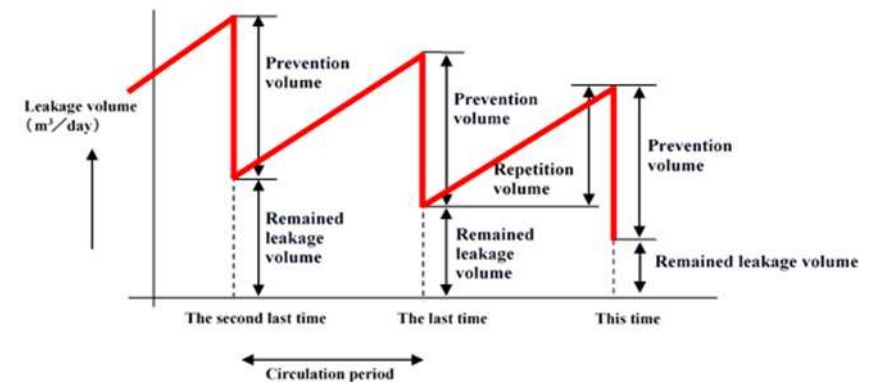 Leakage volume
(m³/day)
Prevention
volume
Remained
leakage
volume
Prevention
volume
Remained
leakage
volume
Repetition
volume
Prevention
volume
Remained leakage volume
The second last time
The last time
This time
Circulation period